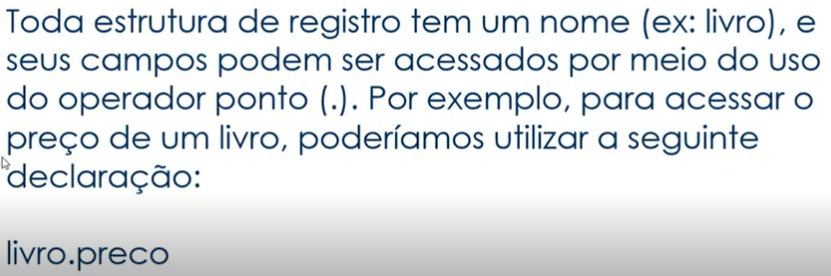 Toda estrutura de registro tem um nome (ex: livro), e
seus campos podem ser acessados por meio do uso
do operador ponto (.). Por exemplo, para acessar o
preço de um livro, poderíamos utilizar a seguinte
declaração:
livro.preco